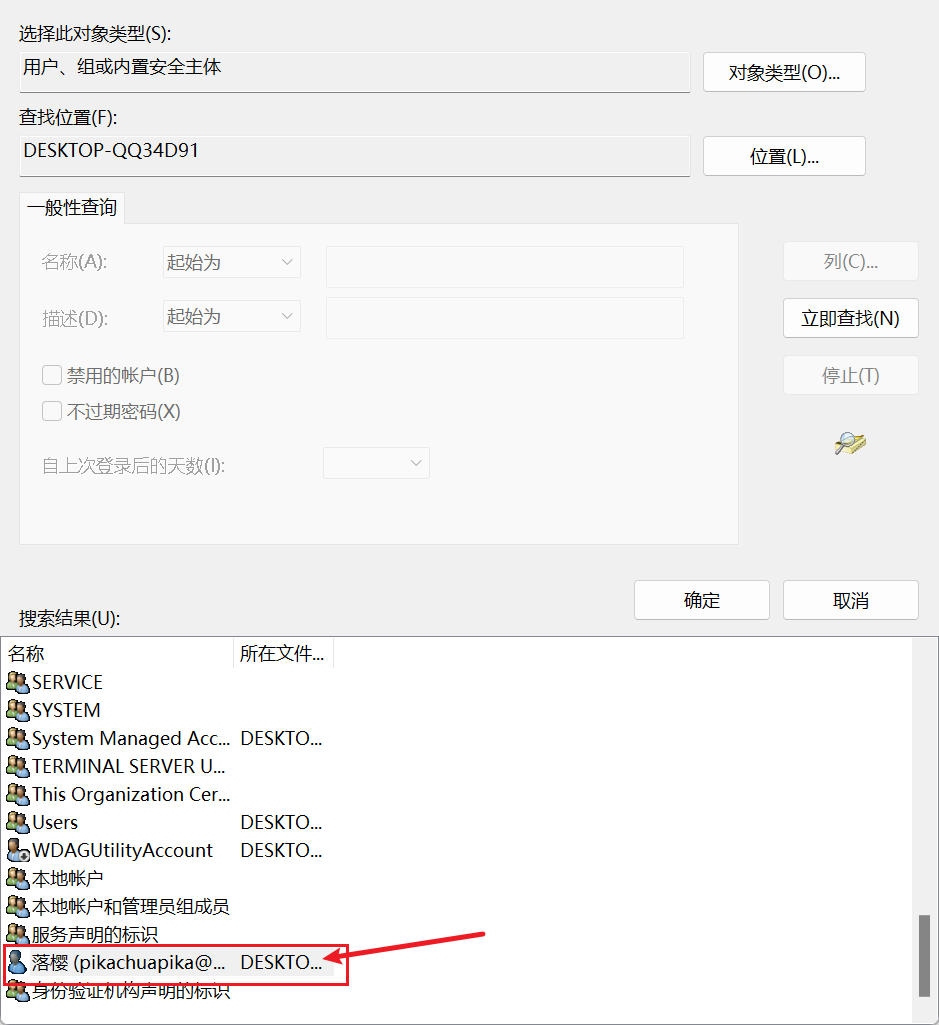 选择此对象类型(S):
用户、组或内置安全主体
对象类型(O)...
查找位置(F):
DESKTOP-QQ34D91
位置(L)...
一般性查询
名称(A):
起始为
列(C)...
描述(D):
起始为
立即查找(N)
禁用的帐户(B)
停止(T)
不过期密码(X)
自上次登录后的天数(I):
确定
取消
搜索结果(U):
名称 所在文件...
SERVICE
SYSTEM
System Managed Acc... DESKTO...
TERMINAL SERVER U...
This Organization Cer...
Users DESKTO...
WDAGUtilityAccount DESKTO...
本地帐户
本地帐户和管理员组成员
服务声明的标识
落樱 (pikachuapika@... DESKTO...
身份验证机构声明的标识